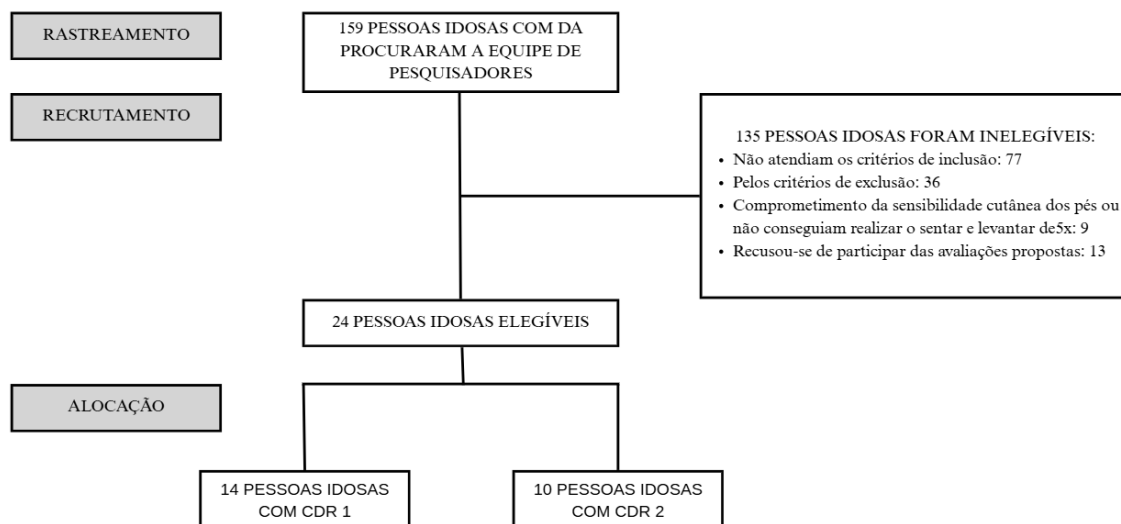 RASTREAMENTO
159 PESSOAS IDOSAS COM DA
PROCURARAM A EQUIPE DE
PESQUISADORES
RECRUTAMENTO
135 PESSOAS IDOSAS FORAM INELEGÍVEIS:
• Não atendiam os critérios de inclusão: 77
• Pelos critérios de exclusão: 36
• Comprometimento da sensibilidade cutânea dos pés ou
não conseguiam realizar o sentar e levantar de5x: 9
• Recusou-se de participar das avaliações propostas: 13
24 PESSOAS IDOSAS ELEGÍVEIS
ALOCAÇÃO
14 PESSOAS IDOSAS
COM CDR 1
10 PESSOAS IDOSAS
COM CDR 2